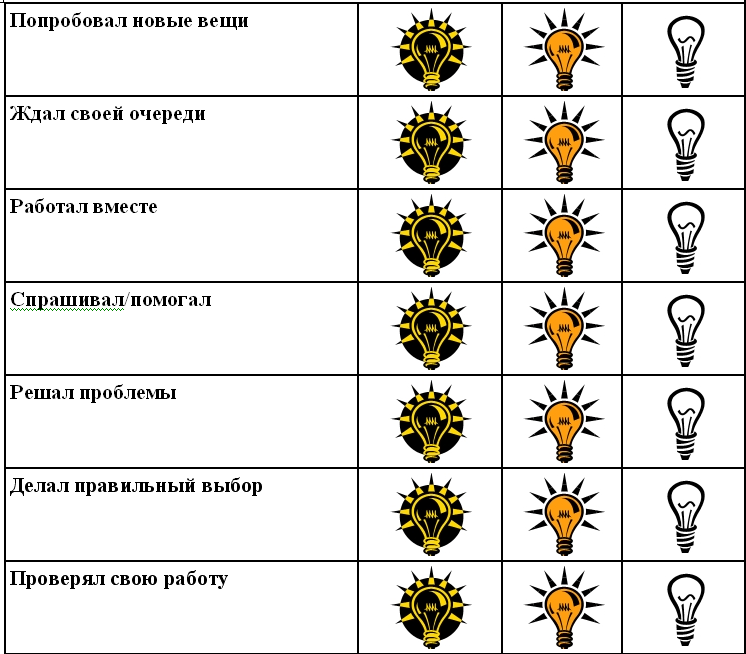 Попробовал новые вещи
Ждал своей очереди
Работал вместе
Спрашивал/помогал
Решал проблемы
Делал правильный выбор
Проверял свою работу